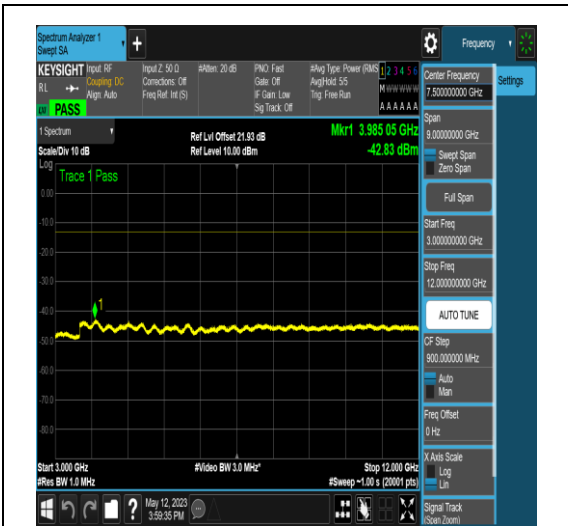 Spectrum Analyzer 1
Swept SA
+
Frequency
KEYSIGHT
Input: RF
Input Z: 50 Ω
#Atten: 20 dB
PNO: Fast
#Avg Type: Power (RMS
1 2 3 4 5 6
RL
Coupling: DC
Corrections: Off
Gate: Off
Avg|Hold: 5/5
M W W W W W
Align: Auto
Freq Ref: Int (S)
IF Gain: Low
Trig: Free Run
PASS
Sig Track: Off
A A A A A A
1 Spectrum
Ref Lvl Offset 21.93 dB
Mkr1 3.985 05 GHz
Scale/Div 10 dB
Ref Level 10.00 dBm
-42.83 dBm
Log
Trace 1 Pass
0.00
-10.0
-20.0
-30.0
-40.0
-50.0
-60.0
-70.0
-80.0
1
Start 3.000 GHz
#Video BW 3.0 MHz*
Stop 12.000 GHz
#Res BW 1.0 MHz
#Sweep ~1.00 s (20001 pts)
May 12, 2023
3:59:35 PM
Center Frequency
7.500000000 GHz
Settings
Span
9.00000000 GHz
Swept Span
Zero Span
Full Span
Start Freq
3.000000000 GHz
Stop Freq
12.000000000 GHz
AUTO TUNE
CF Step
900.000000 MHz
Auto
Man
Freq Offset
0 Hz
X Axis Scale
Log
Lin
Signal Track
(Span Zoom)